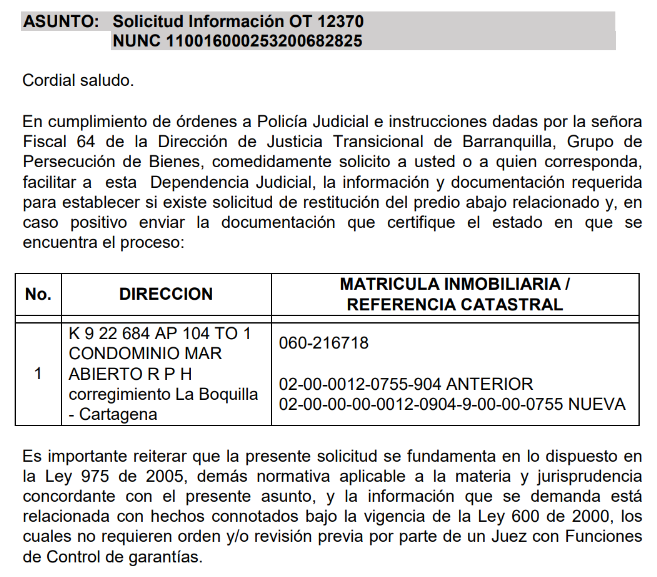 ASUNTO: Solicitud Información OT 12370
NUNC 110016000253200682825
Cordial saludo.
En cumplimiento de órdenes a Policía Judicial e instrucciones dadas por la señora
Fiscal 64 de la Dirección de Justicia Transicional de Barranquilla, Grupo de
Persecución de Bienes, comedidamente solicito a usted o a quien corresponda,
facilitar a esta Dependencia Judicial, la información y documentación requerida
para establecer si existe solicitud de restitución del predio abajo relacionado y, en
caso positivo enviar la documentación que certifique el estado en que se
encuentra el proceso:
No. DIRECCION MATRICULA INMOBILIARIA /
REFERENCIA CATASTRAL
1
K 9 22 684 AP 104 TO 1
CONDOMINIO MAR
ABIERTO R P H
corregimiento La Boquilla
- Cartagena
060-216718
02-00-0012-0755-904 ANTERIOR
02-00-00-00-0012-0904-9-00-00-0755 NUEVA
Es importante reiterar que la presente solicitud se fundamenta en lo dispuesto en
la Ley 975 de 2005, demás normativa aplicable a la materia y jurisprudencia
concordante con el presente asunto, y la información que se demanda está
relacionada con hechos connotados bajo la vigencia de la Ley 600 de 2000, los
cuales no requieren orden y/o revisión previa por parte de un Juez con Funciones
de Control de garantías.